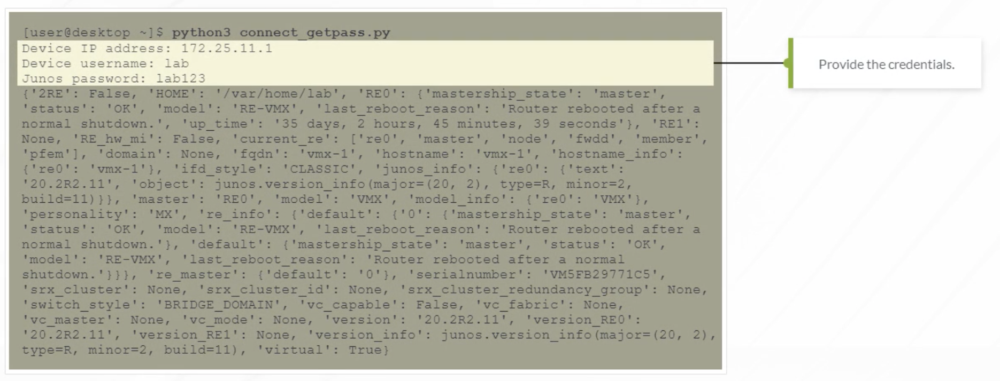 [user@desktop ~]$ python3 connect_getpass.py
Device IP address: 172.25.11.1
Device username: lab
Junos password: lab123
{'2RE': False, 'HOME': '/var/home/lab', 'RE0': {'mastership_state': 'master',
'status': 'OK', 'model': 'RE-VMX', 'last_reboot_reason': 'Router rebooted after a
normal shutdown.', 'up_time': '35 days, 2 hours, 45 minutes, 39 seconds'}, 'RE1':
None, 'RE_hw_mi': False, 'current_re': ['re0', 'master', 'node', 'fwdd', 'member',
'pfem'], 'domain': None, 'fqdn': 'vmx-1', 'hostname': 'vmx-1', 'hostname_info':
{'re0': 'vmx-1'}, 'ifd_style': 'CLASSIC', 'junos_info': {'re0': {'text':
'20.2R2.11', 'object': junos.version_info(major=(20, 2), type=R, minor=2,
build=11)}}, 'master': 'RE0', 'model': 'VMX', 'model_info': {'re0': 'VMX'},
'personality': 'MX', 're_info': {'default': {'0': {'mastership_state': 'master',
'status': 'OK', 'model': 'RE-VMX', 'last_reboot_reason': 'Router rebooted after a
normal shutdown.'}, 'default': {'mastership_state': 'master', 'status': 'OK',
'model': 'RE-VMX', 'last_reboot_reason': 'Router rebooted after a normal
shutdown.'}}}, 're_master': {'default': '0'}, 'serialnumber': 'VM5FB29771C5',
'srx_cluster': None, 'srx_cluster_id': None, 'srx_cluster_redundancy_group': None,
'switch_style': 'BRIDGE_DOMAIN', 'vc_capable': False, 'vc_fabric': None,
'vc_master': None, 'vc_mode': None, 'version': '20.2R2.11', 'version_RE0':
'20.2R2.11', 'version_RE1': None, 'version_info': junos.version_info(major=(20, 2),
type=R, minor=2, build=11), 'virtual': True}
Provide the credentials.